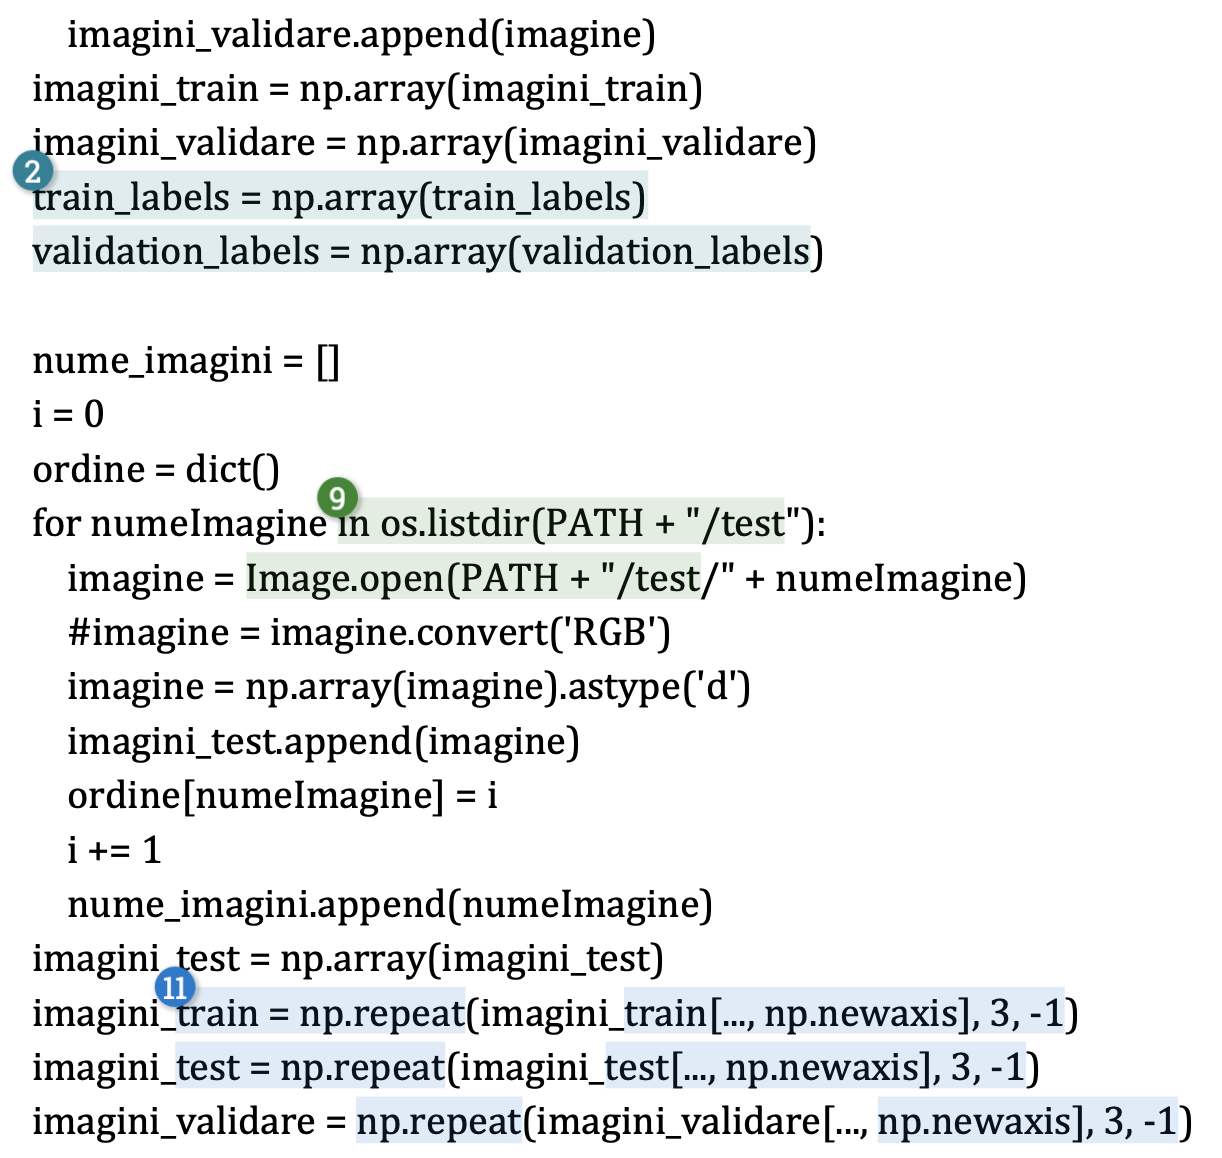 imagini_validare.append(imagine)
imagini_train = np.array(imagini_train)
imagini_validare = np.array(imagini_validare)
2
train_labels = np.array(train_labels)
validation_labels = np.array(validation_labels)
nume_imagini = []
i = 0
ordine = dict()
9
for numeImagine in os.listdir(PATH + "/test"):
imagine = Image.open(PATH + "/test/" + numeImagine)
#imagine = imagine.convert('RGB')
imagine = np.array(imagine).astype('d')
imagini_test.append(imagine)
ordine[numeImagine] = i
i += 1
nume_imagini.append(numeImagine)
imagini_test = np.array(imagini_test)
11
imagini_train = np.repeat(imagini_train[..., np.newaxis], 3, -1)
imagini_test = np.repeat(imagini_test[..., np.newaxis], 3, -1)
imagini_validare = np.repeat(imagini_validare[..., np.newaxis], 3, -1)